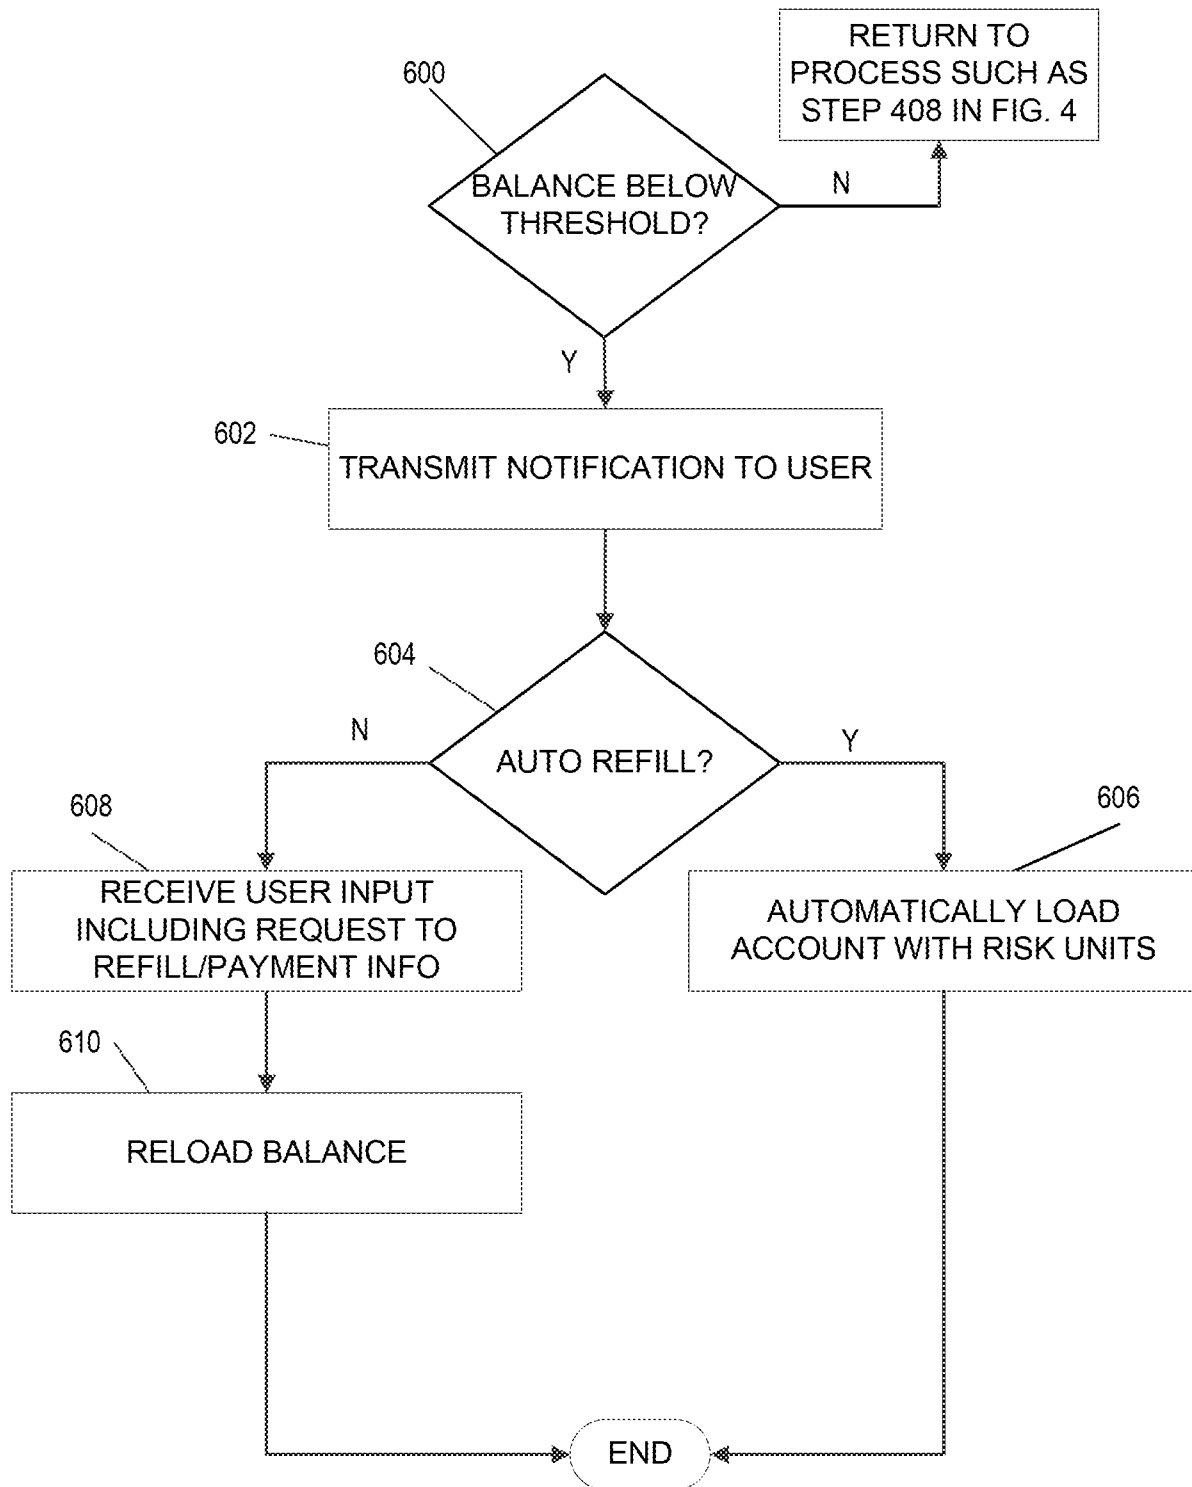 RETURN TO
PROCESS SUCH AS
STEP 408 IN FIG. 4
600
BALANCE BELOW
THRESHOLD?
N
Y
602
TRANSMIT NOTIFICATION TO USER
604
N
AUTO REFILL?
Y
608
606
RECEIVE USER INPUT
INCLUDING REQUEST TO
REFILL/PAYMENT INFO
AUTOMATICALLY LOAD
ACCOUNT WITH RISK UNITS
610
RELOAD BALANCE
END